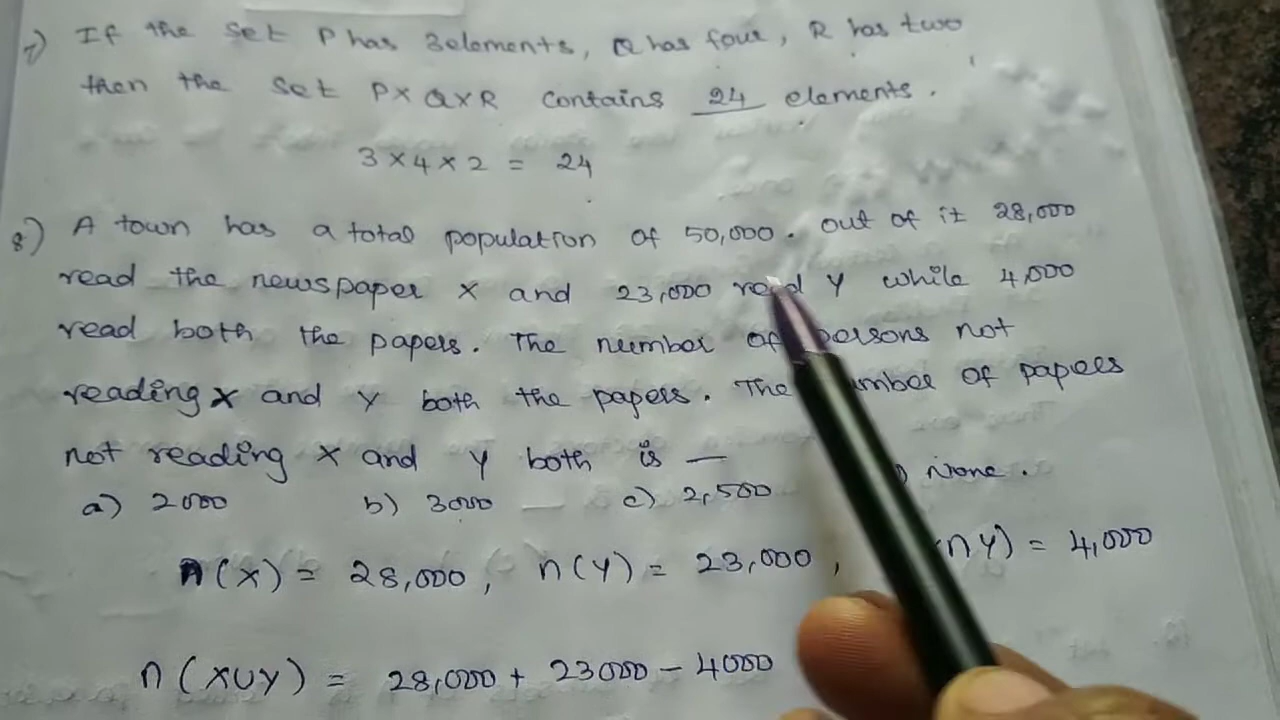 7) If the set P has 3elements, Q has four, R has two
then the set P×Q×R contains 24 elements.
3×4×2 = 24
8) A town has a total population of 50,000. out of it 28,000
read the newspaper X and 23,000 read Y while 4,000
read both the papers. The number of persons not
reading X and Y both the papers. The number of papers
not reading X and Y both is —
a) 2000 b) 3000 — c) 2,500 d) None.
n(X) = 28,000, n(Y) = 23,000, ∩Y) = 4,000
n(X∪Y) = 28,000 + 23000 - 4000